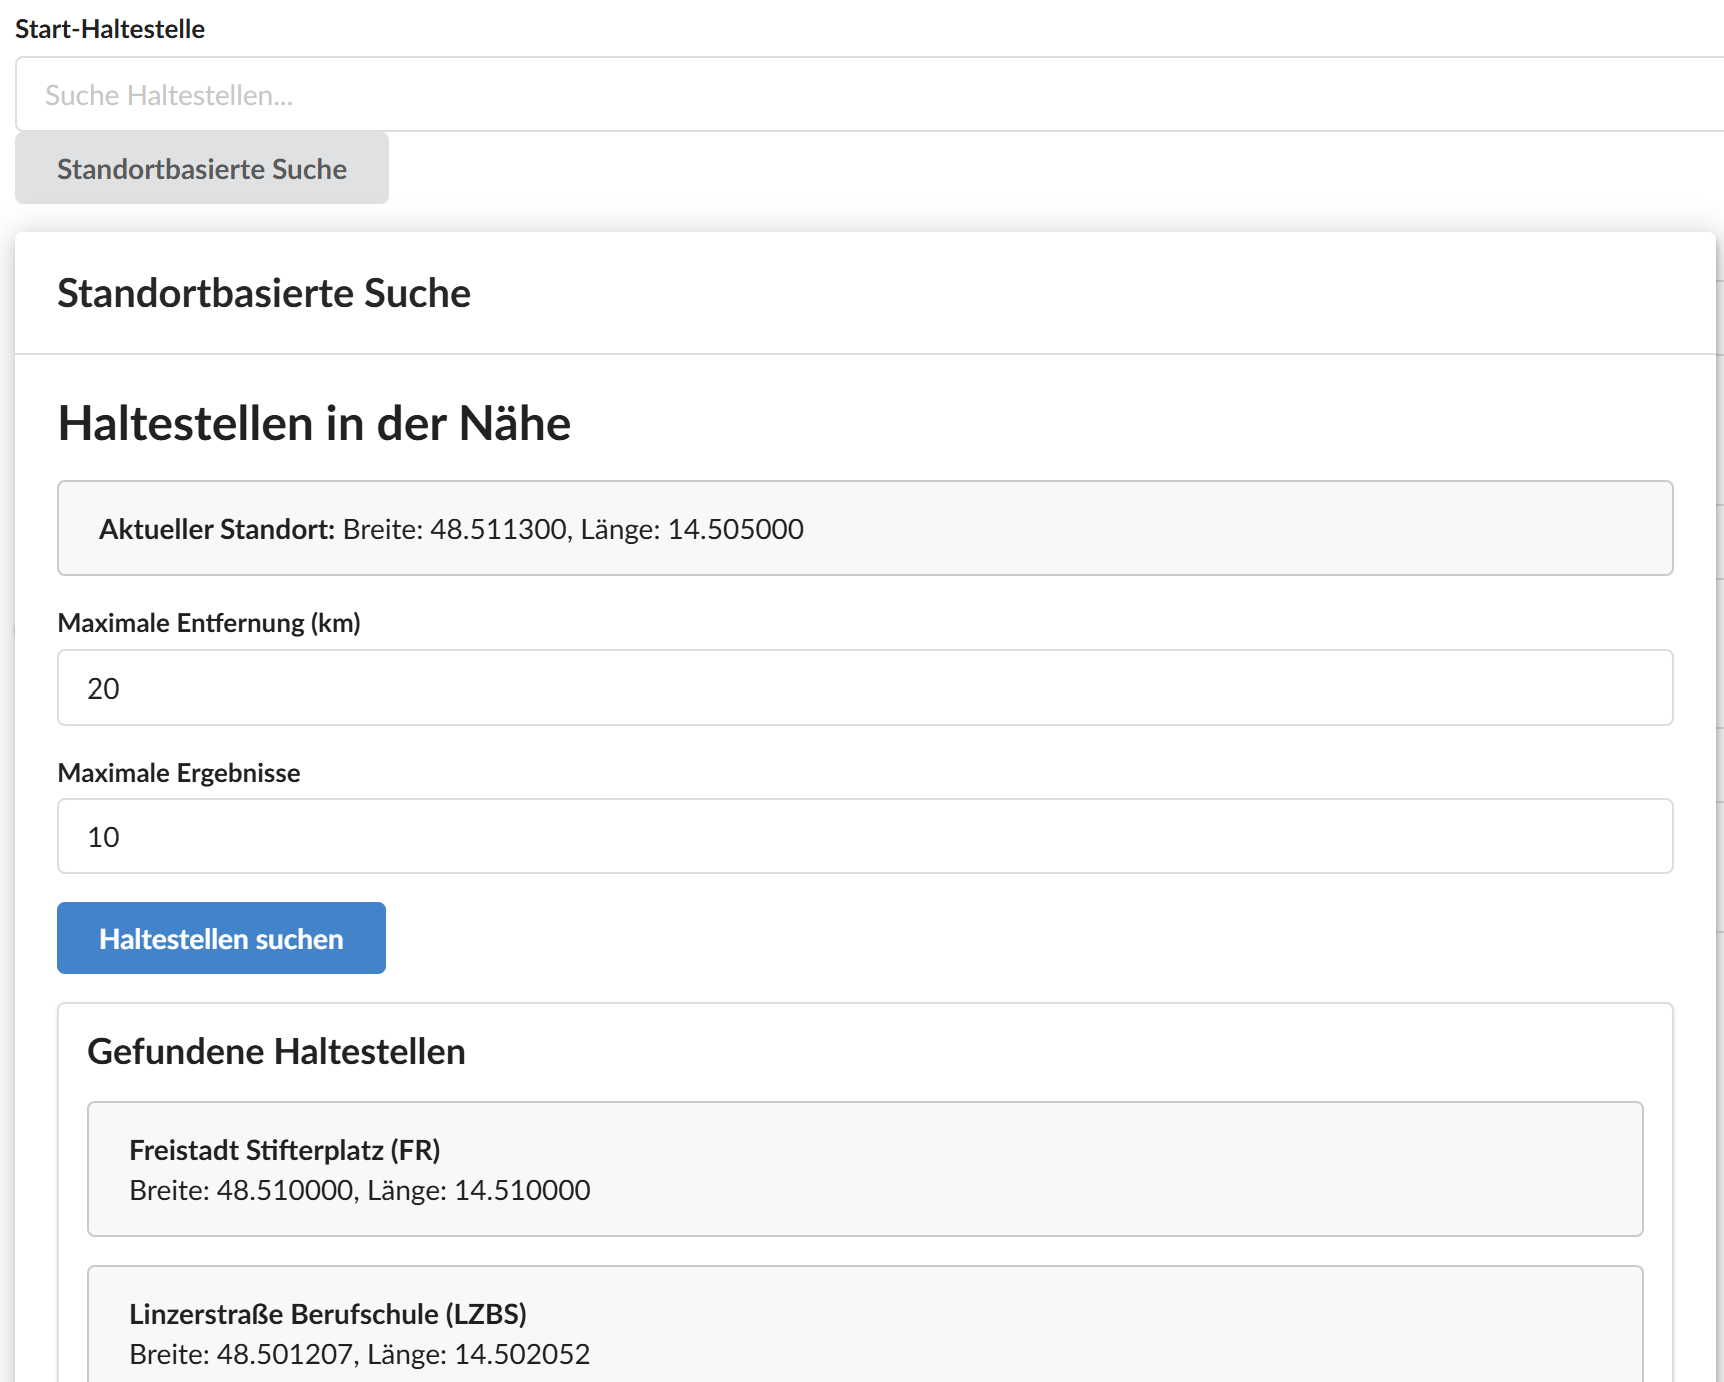 Start-Haltestelle
Suche Haltestellen...
Standortbasierte Suche
Standortbasierte Suche
Haltestellen in der Nähe
Aktueller Standort: Breite: 48.511300, Länge: 14.505000
Maximale Entfernung (km)
20
Maximale Ergebnisse
10
Haltestellen suchen
Gefundene Haltestellen
Freistadt Stifterplatz (FR)
Breite: 48.510000, Länge: 14.510000
Linzerstraße Berufschule (LZBS)
Breite: 48.501207, Länge: 14.502052